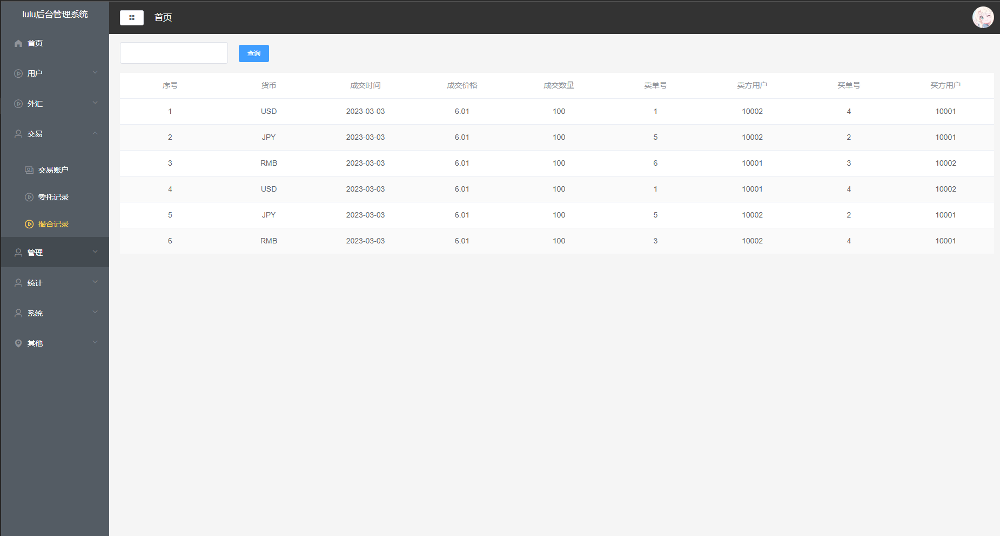 lulu后台管理系统
首页
用户
外汇
交易
交易账户
委托记录
撮合记录
管理
统计
系统
其他
首页
查询
序号 货币 成交时间 成交价格 成交数量 卖单号 卖方用户 买单号 买方用户
1 USD 2023-03-03 6.01 100 1 10002 4 10001
2 JPY 2023-03-03 6.01 100 5 10002 2 10001
3 RMB 2023-03-03 6.01 100 6 10001 3 10002
4 USD 2023-03-03 6.01 100 1 10001 4 10002
5 JPY 2023-03-03 6.01 100 5 10002 2 10001
6 RMB 2023-03-03 6.01 100 3 10002 4 10001